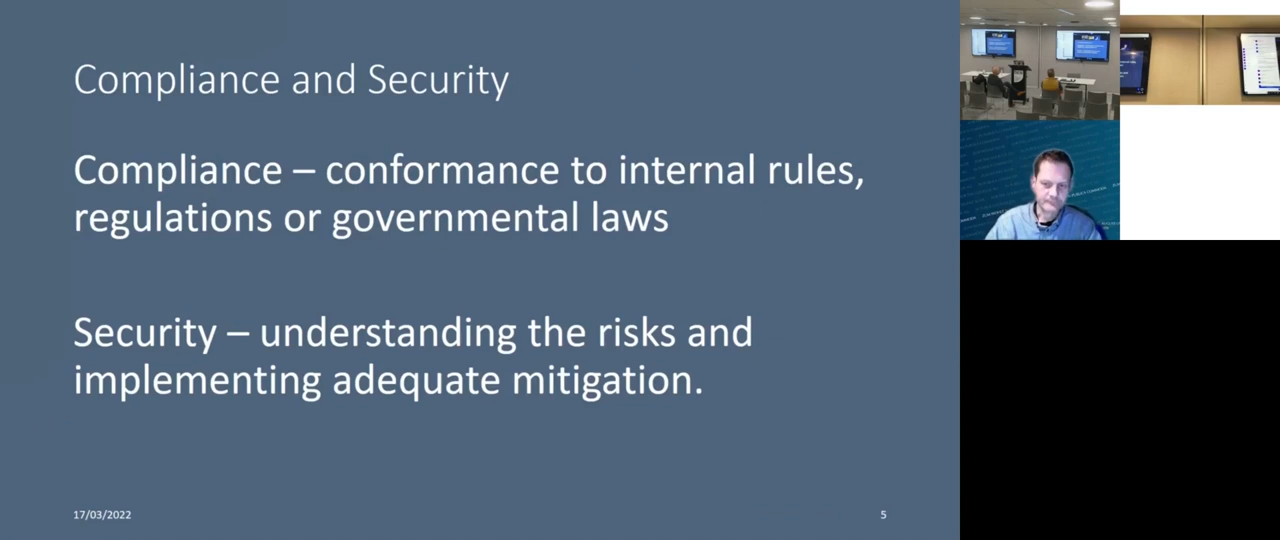 Compliance and Security
Compliance – conformance to internal rules,
regulations or governmental laws
Security – understanding the risks and
implementing adequate mitigation.
17/03/2022
5